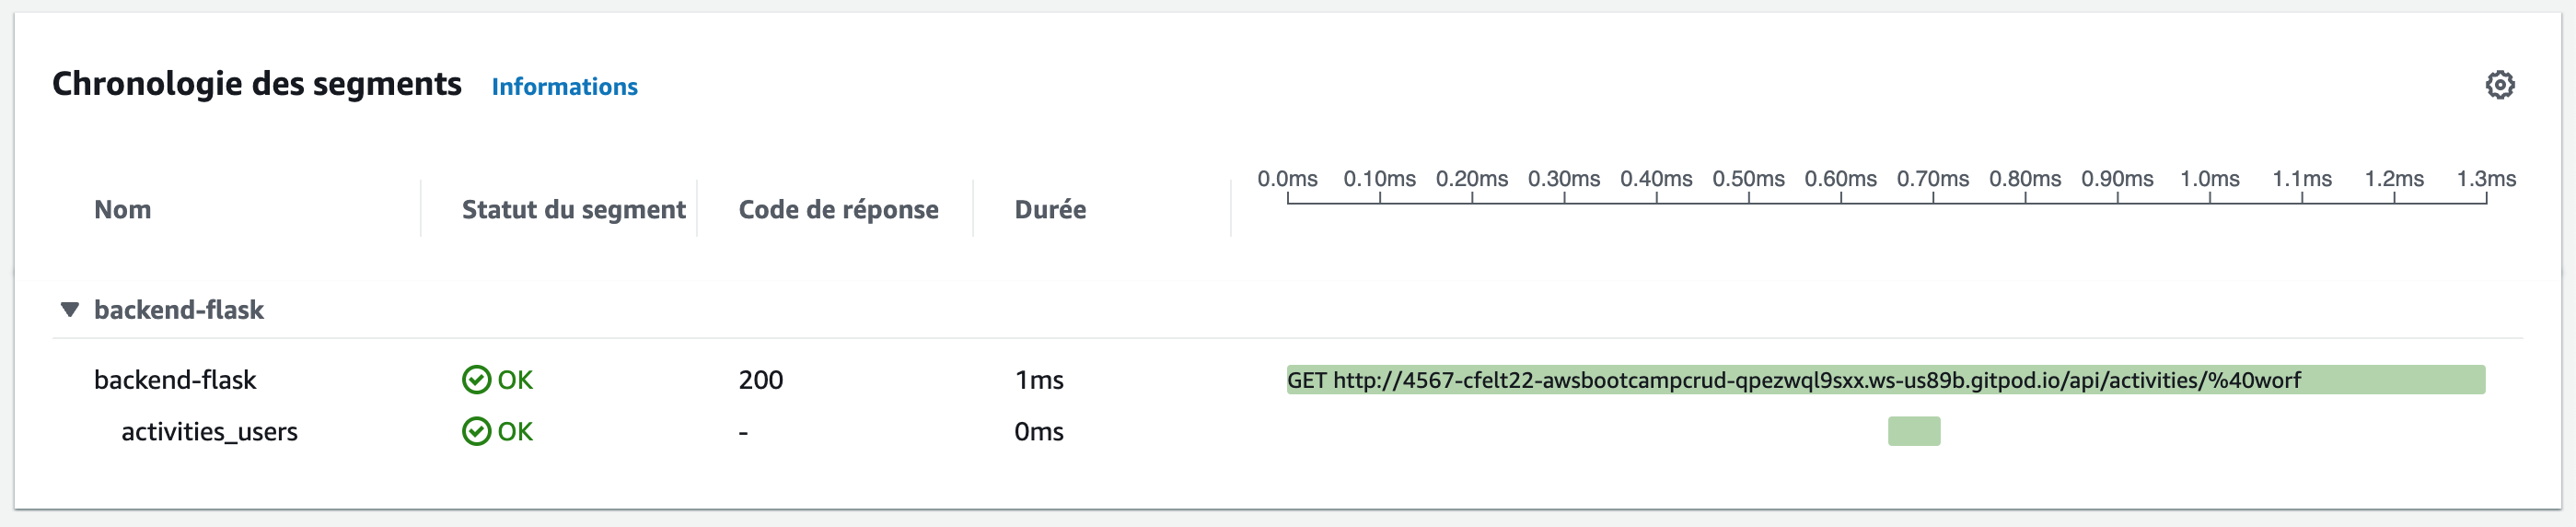 Chronologie des segments Informations
0.0ms 0.10ms 0.20ms 0.30ms 0.40ms 0.50ms 0.60ms 0.70ms 0.80ms 0.90ms 1.0ms 1.1ms 1.2ms 1.3ms
Nom Statut du segment Code de réponse Durée
backend-flask
backend-flask OK 200 1ms GET http://4567-cfelt22-awsbootcampcrud-qpezwql9sxx.ws-us89b.gitpod.io/api/activities/%40worf
activities_users OK - 0ms